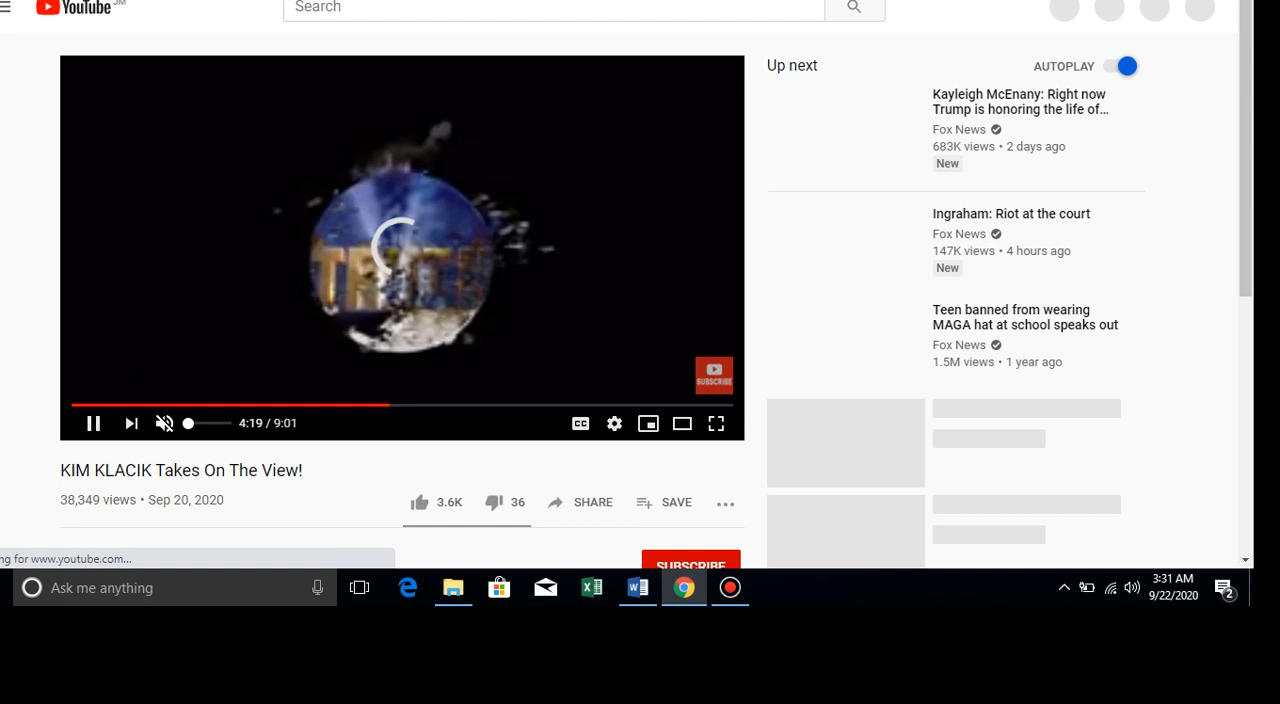 YouTube JM
Search
Up next
AUTOPLAY
Kayleigh McEnany: Right now
Trump is honoring the life of...
Fox News
683K views • 2 days ago
New
Ingraham: Riot at the court
Fox News
147K views • 4 hours ago
New
Teen banned from wearing
MAGA hat at school speaks out
Fox News
1.5M views • 1 year ago
SUBSCRIBE
4:19 / 9:01
CC
KIM KLACIK Takes On The View!
38,349 views • Sep 20, 2020
3.6K
36
SHARE
SAVE
SUBSCRIBE
ng for www.youtube.com...
Ask me anything
3:31 AM
9/22/2020
2